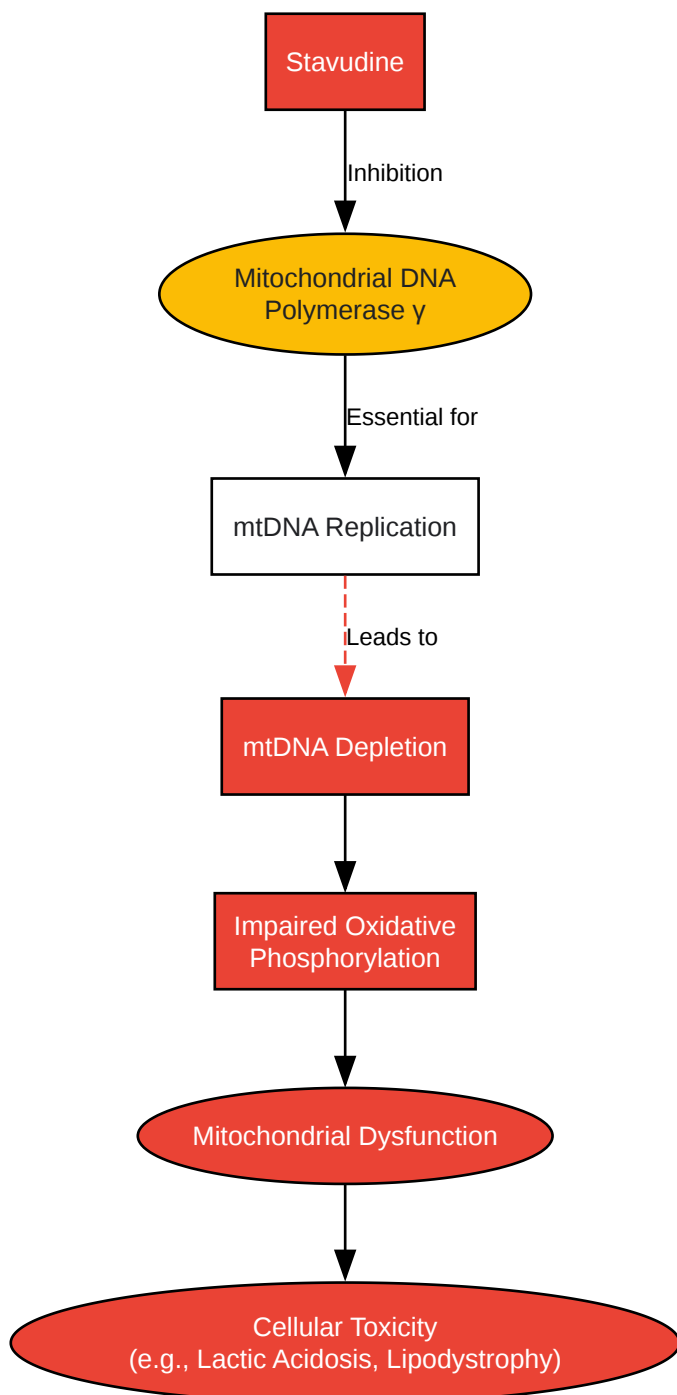 Stavudine
Inhibition
Mitochondrial DNA
Polymerase γ
Essential for
mtDNA Replication
Leads to
mtDNA Depletion
Impaired Oxidative
Phosphorylation
Mitochondrial Dysfunction
Cellular Toxicity
(e.g., Lactic Acidosis, Lipodystrophy)